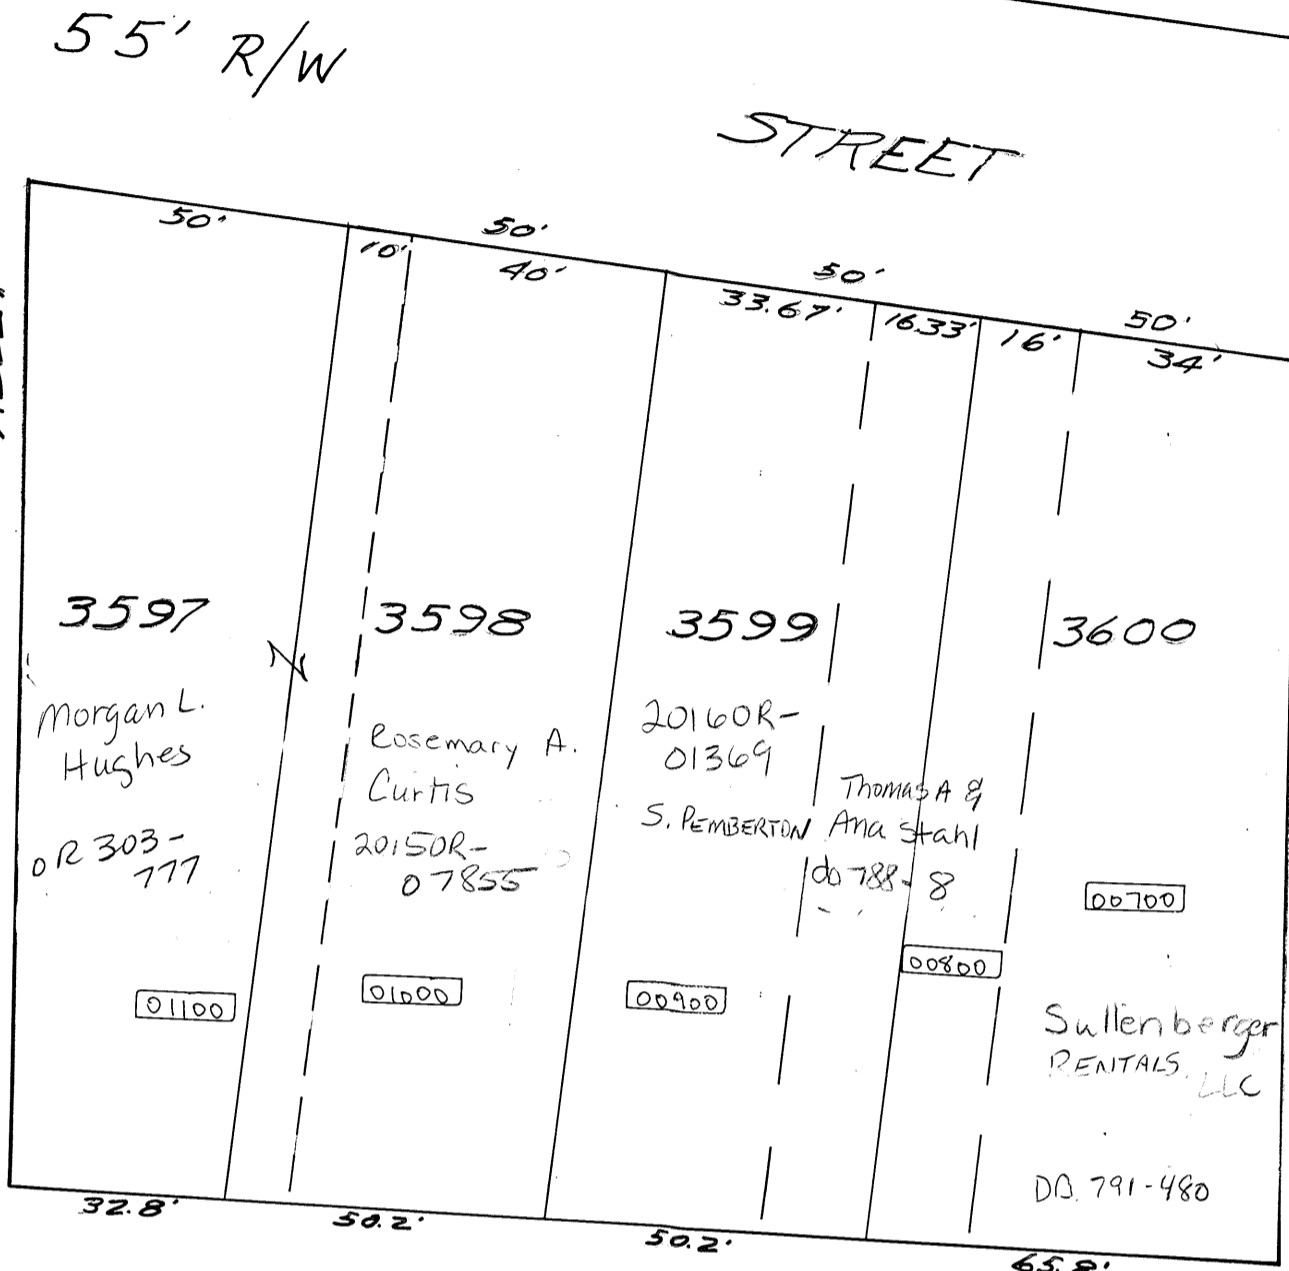 55' R/W
STREET
50'
50'
50'
50'
10'
40'
33.67'
16.33'
16'
34'
3597
3598
3599
3600
Morgan L.
Hughes
OR 303-
777
Rosemary A.
Curtis
2015OR-
07855
2016OR-
01369
S. PEMBERTON
Thomas A &
Ana Stahl
db 788-8
00700
00800
00900
01000
01100
Sullenberger
RENTALS LLC
DB. 791-480
32.8'
50.2'
50.2'
65.8'